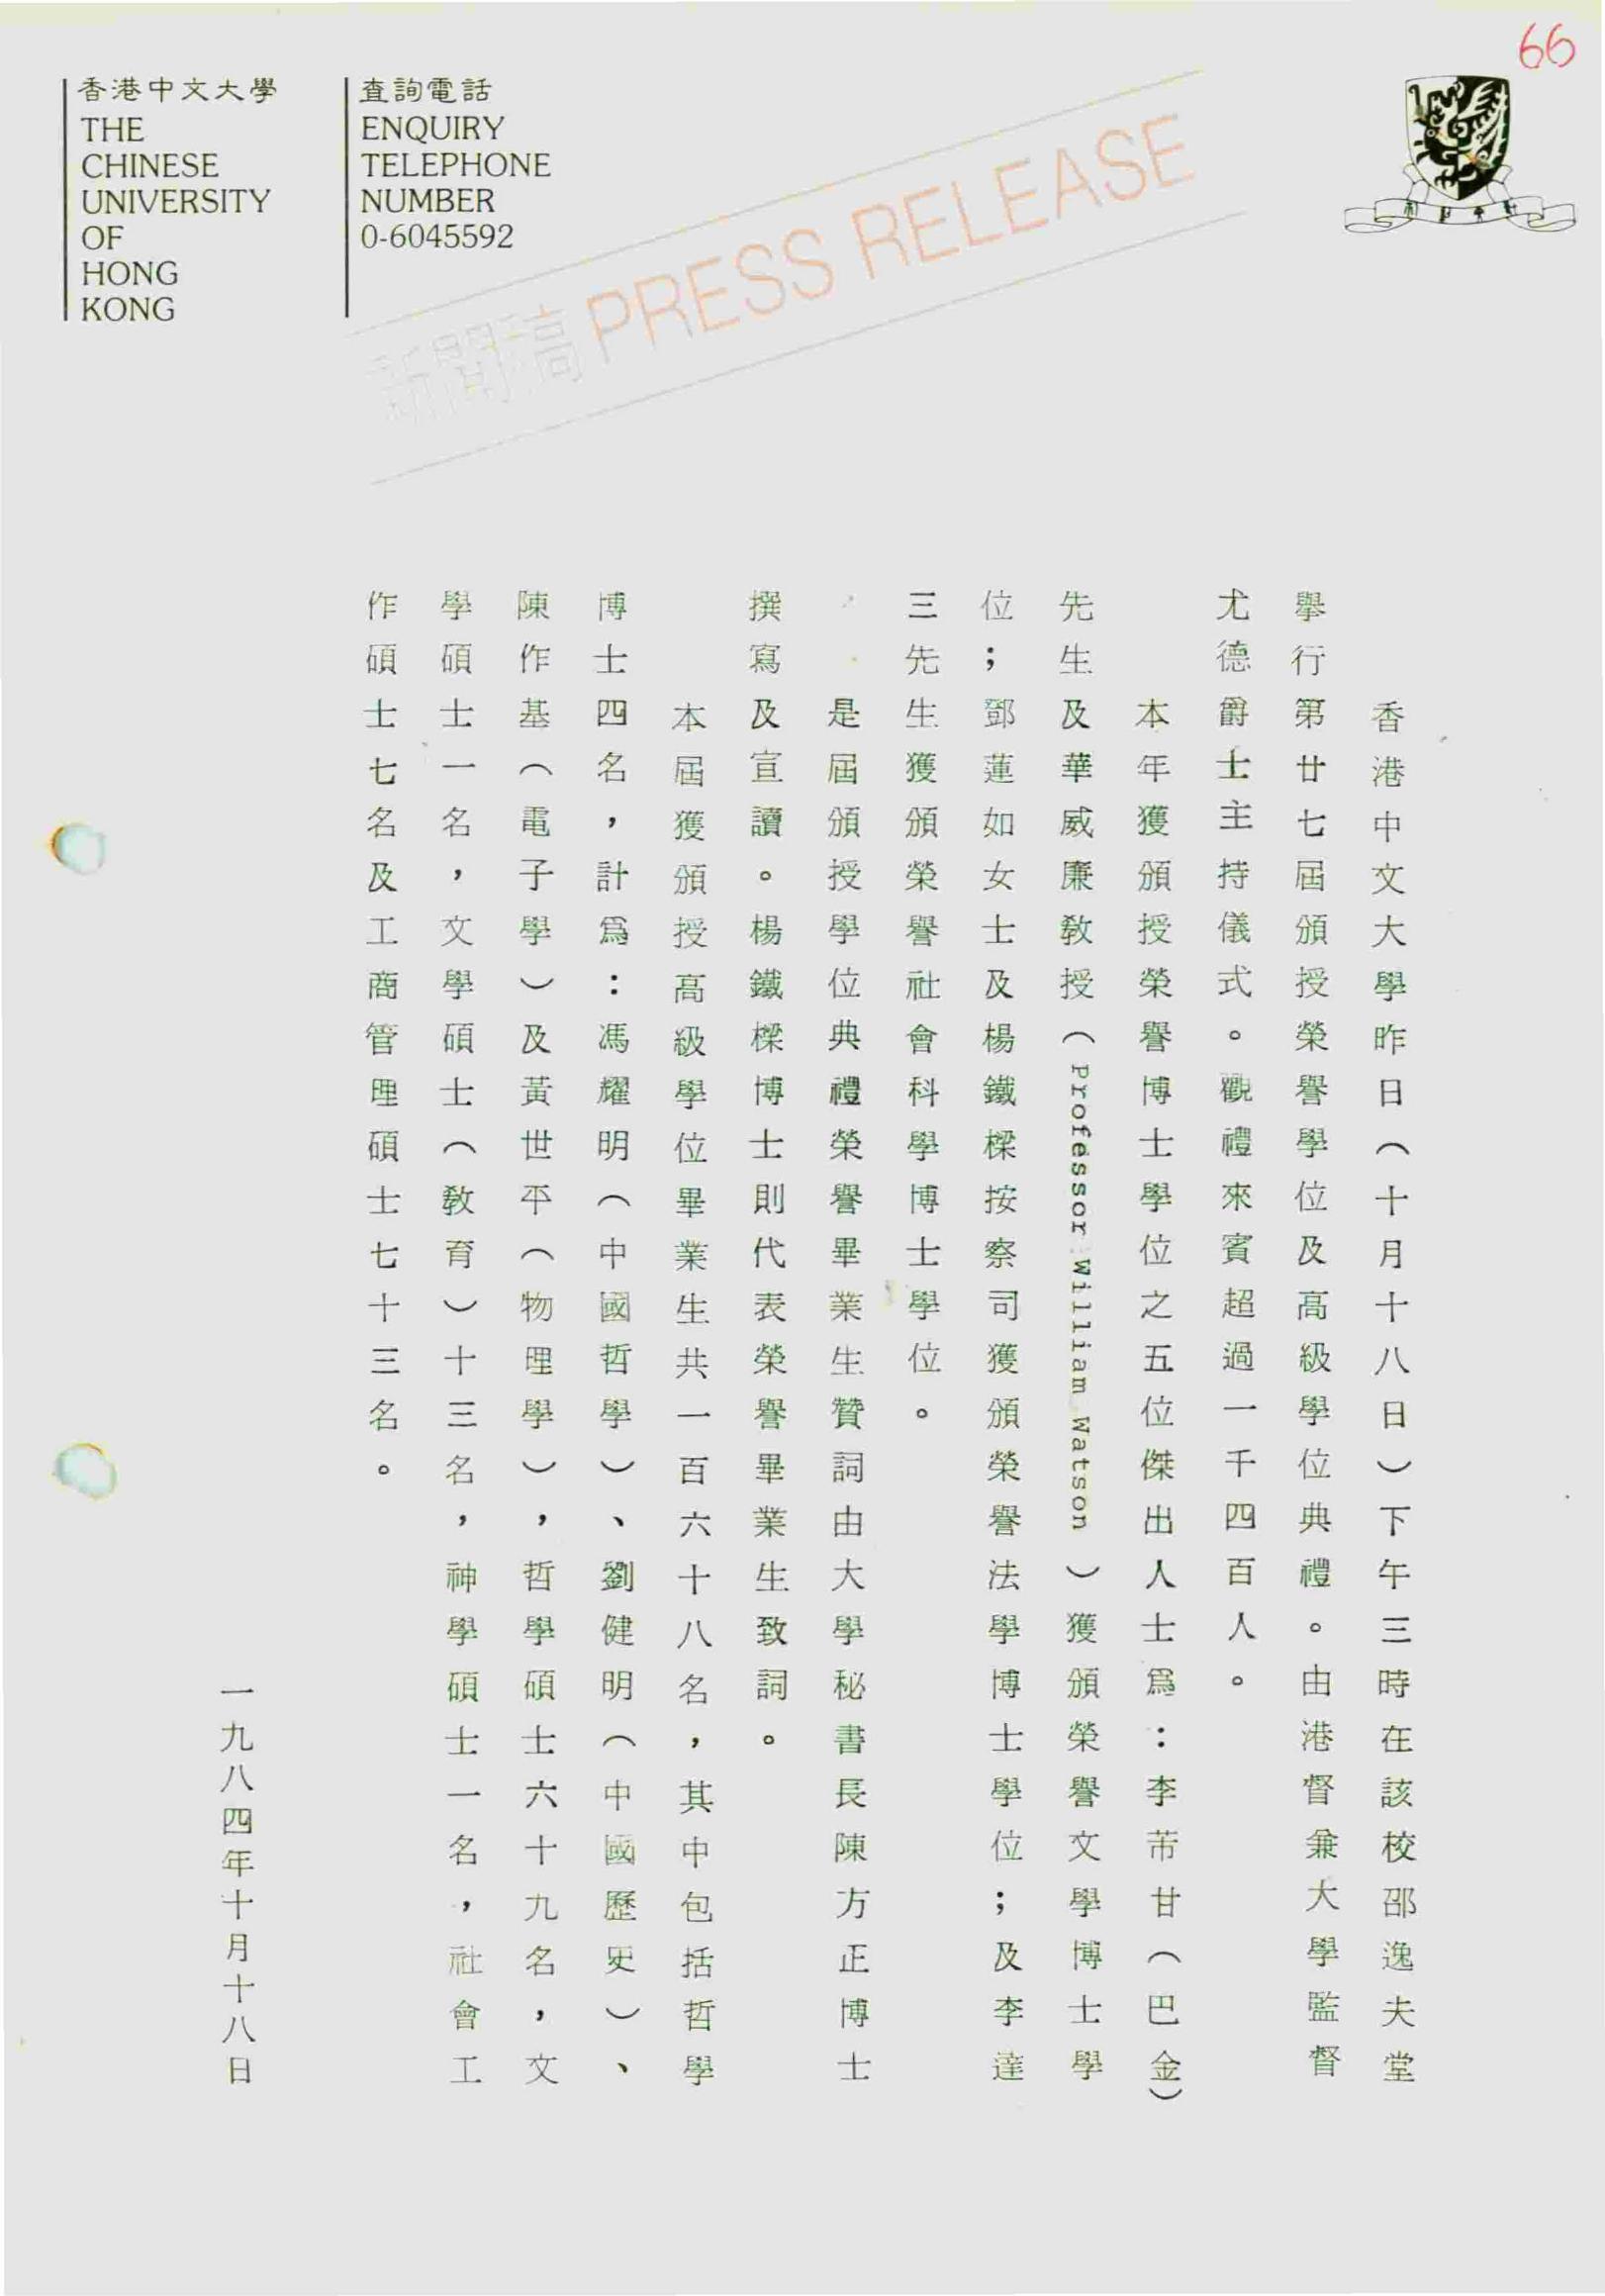 66
香港中文大學
THE
CHINESE
UNIVERSITY
OF
HONG
KONG
查詢電話
ENQUIRY
TELEPHONE
NUMBER
0-6045592
新聞稿 PRESS RELEASE
香港中文大學昨日（十月十八日）下午三時在該校邵逸夫堂
舉行第廿七屆頒授榮譽學位及高級學位典禮。由港督兼大學監督
尤德爵士主持儀式。觀禮來賓超過一千四百人。
本年獲頒授榮譽博士學位之五位傑出人士爲：李芾甘（巴金）
先生及華威廉教授（Professor William Watson）獲頒榮譽文學博士學
位；鄧蓮如女士及楊鐵樑按察司獲頒榮譽法學博士學位；及李達
三先生獲頒榮譽社會科學博士學位。
是屆頒授學位典禮榮譽畢業生贊詞由大學秘書長陳方正博士
撰寫及宣讀。楊鐵樑博士則代表榮譽畢業生致詞。
本屆獲頒授高級學位畢業生共一百六十八名，其中包括哲學
博士四名，計爲：馮耀明（中國哲學）、劉健明（中國歷史）、
陳作基（電子學）及黃世平（物理學），哲學碩士六十九名，文
學碩士一名，文學碩士（敎育）十三名，神學碩士一名，社會工
作碩士七名及工商管理碩士七十三名。
一九八四年十月十八日